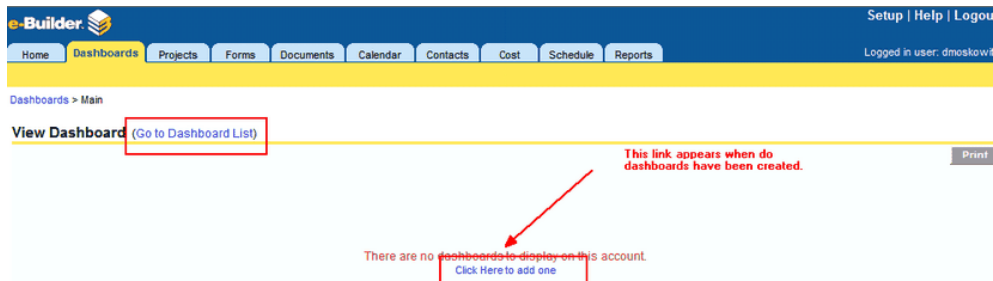 e-Builder. Setup | Help | Logou
Home Dashboards Projects Forms Documents Calendar Contacts Cost Schedule Reports Logged in user: dmoskowit
Dashboards > Main
View Dashboard (Go to Dashboard List)
This link appears when do Print
dashboards have been created.
There are no dashboards to display on this account.
Click Here to add one